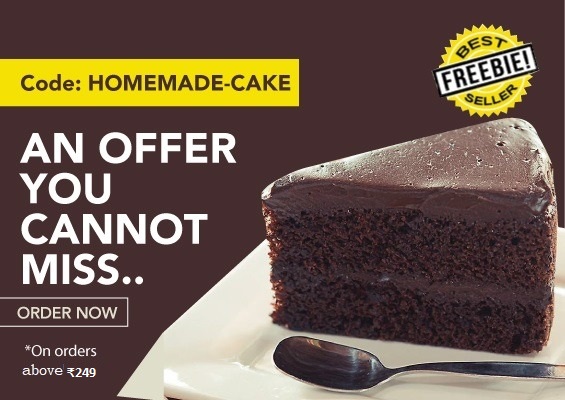 Code: HOMEMADE-CAKE
BEST
FREEBIE!
SELLER
AN OFFER
YOU
CANNOT
MISS..
ORDER NOW
*On orders
above ₹249